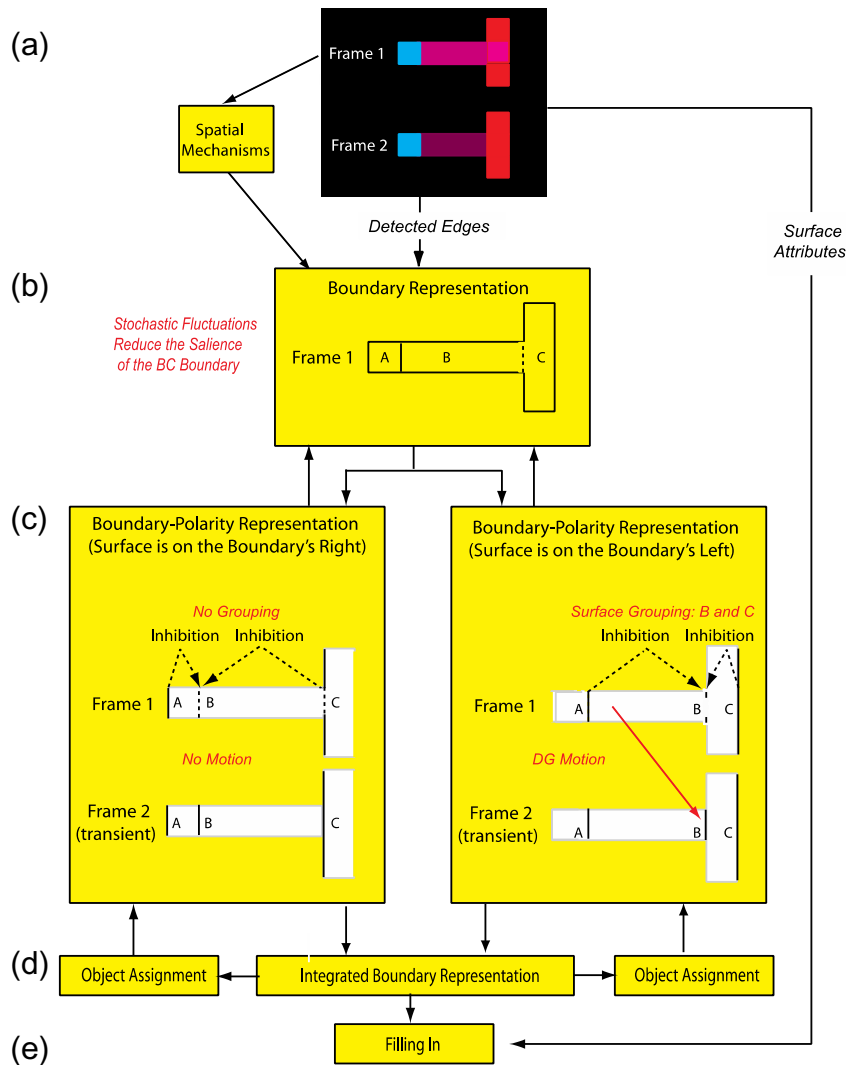 (a)
Frame 1
Spatial
Mechanisms
Frame 2
Detected Edges
Surface
Attributes
(b)
Boundary Representation
Stochastic Fluctuations
Reduce the Salience
of the BC Boundary
Frame 1
A B C
(c)
Boundary-Polarity Representation
(Surface is on the Boundary's Right)
No Grouping
Inhibition Inhibition
Frame 1
A B C
No Motion
Frame 2
(transient)
A B C
Boundary-Polarity Representation
(Surface is on the Boundary's Left)
Surface Grouping: B and C
Inhibition Inhibition
Frame 1
A B C
DG Motion
Frame 2
(transient)
A B C
(d)
Object Assignment
Integrated Boundary Representation
Object Assignment
(e)
Filling In